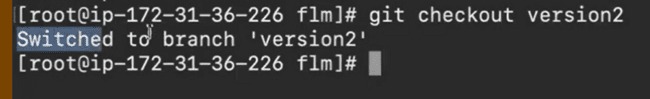 [root@ip-172-31-36-226 flm]# git checkout version2
Switched to branch 'version2'
[root@ip-172-31-36-226 flm]#